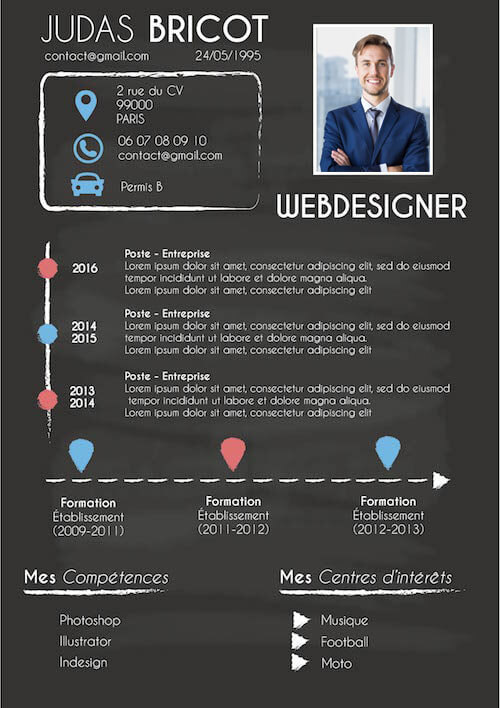 JUDAS BRICOT
contact@gmail.com 24/05/1995
2 rue du CV
99000
PARIS
06 07 08 09 10
contact@gmail.com
Permis B
WEBDESIGNER
2016
Poste - Entreprise
Lorem ipsum dolor sit amet, consectetur adipiscing elit, sed do eiusmod
tempor incididunt ut labore et dolore magna aliqua.
Lorem ipsum dolor sit amet, consectetur adipiscing elit
2014
2015
Poste - Entreprise
Lorem ipsum dolor sit amet, consectetur adipiscing elit, sed do eiusmod
tempor incididunt ut labore et dolore magna aliqua.
Lorem ipsum dolor sit amet, consectetur adipiscing elit
2013
2014
Poste - Entreprise
Lorem ipsum dolor sit amet, consectetur adipiscing elit, sed do eiusmod
tempor incididunt ut labore et dolore magna aliqua.
Lorem ipsum dolor sit amet, consectetur adipiscing elit
Formation
Établissement
(2009-2011)
Formation
Établissement
(2011-2012)
Formation
Établissement
(2012-2013)
Mes Compétences
Photoshop
Illustrator
Indesign
Mes Centres d'intérêts
Musique
Football
Moto